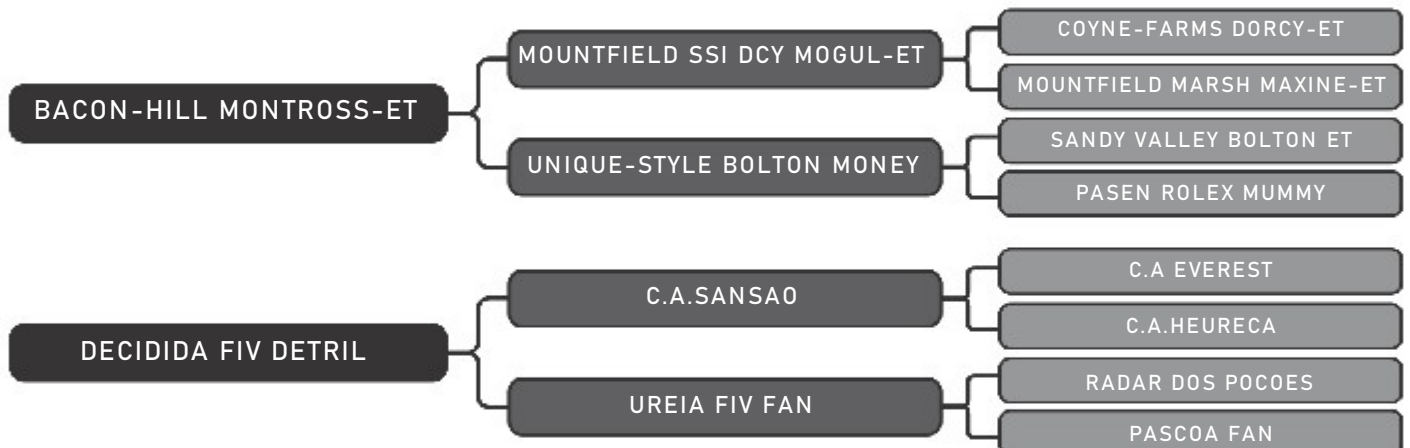 BACON-HILL MONTROSS-ET
MOUNTFIELD SSI DCY MOGUL-ET
COYNE-FARMS DORCY-ET
MOUNTFIELD MARSH MAXINE-ET
UNIQUE-STYLE BOLTON MONEY
SANDY VALLEY BOLTON ET
PASEN ROLEX MUMMY
DECIDIDA FIV DETRIL
C.A.SANSAO
C.A EVEREST
C.A.HEURECA
UREIA FIV FAN
RADAR DOS POCOES
PASCOA FAN